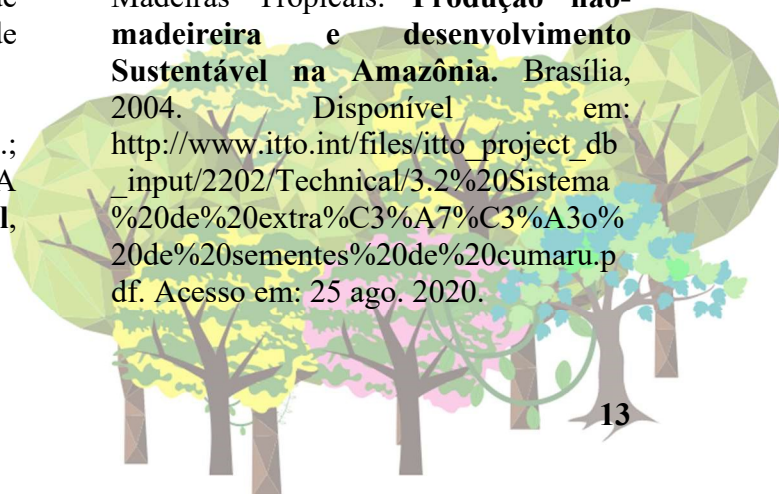 de
de
.;
A
l,
Madeiras Tropicais. Produção não-
madeireira e desenvolvimento
Sustentável na Amazônia. Brasília,
2004. Disponível em:
http://www.itto.int/files/itto_project_db
_input/2202/Technical/3.2%20Sistema
%20de%20extra%C3%A7%C3%A3o%
20de%20sementes%20de%20cumaru.p
df. Acesso em: 25 ago. 2020.
13